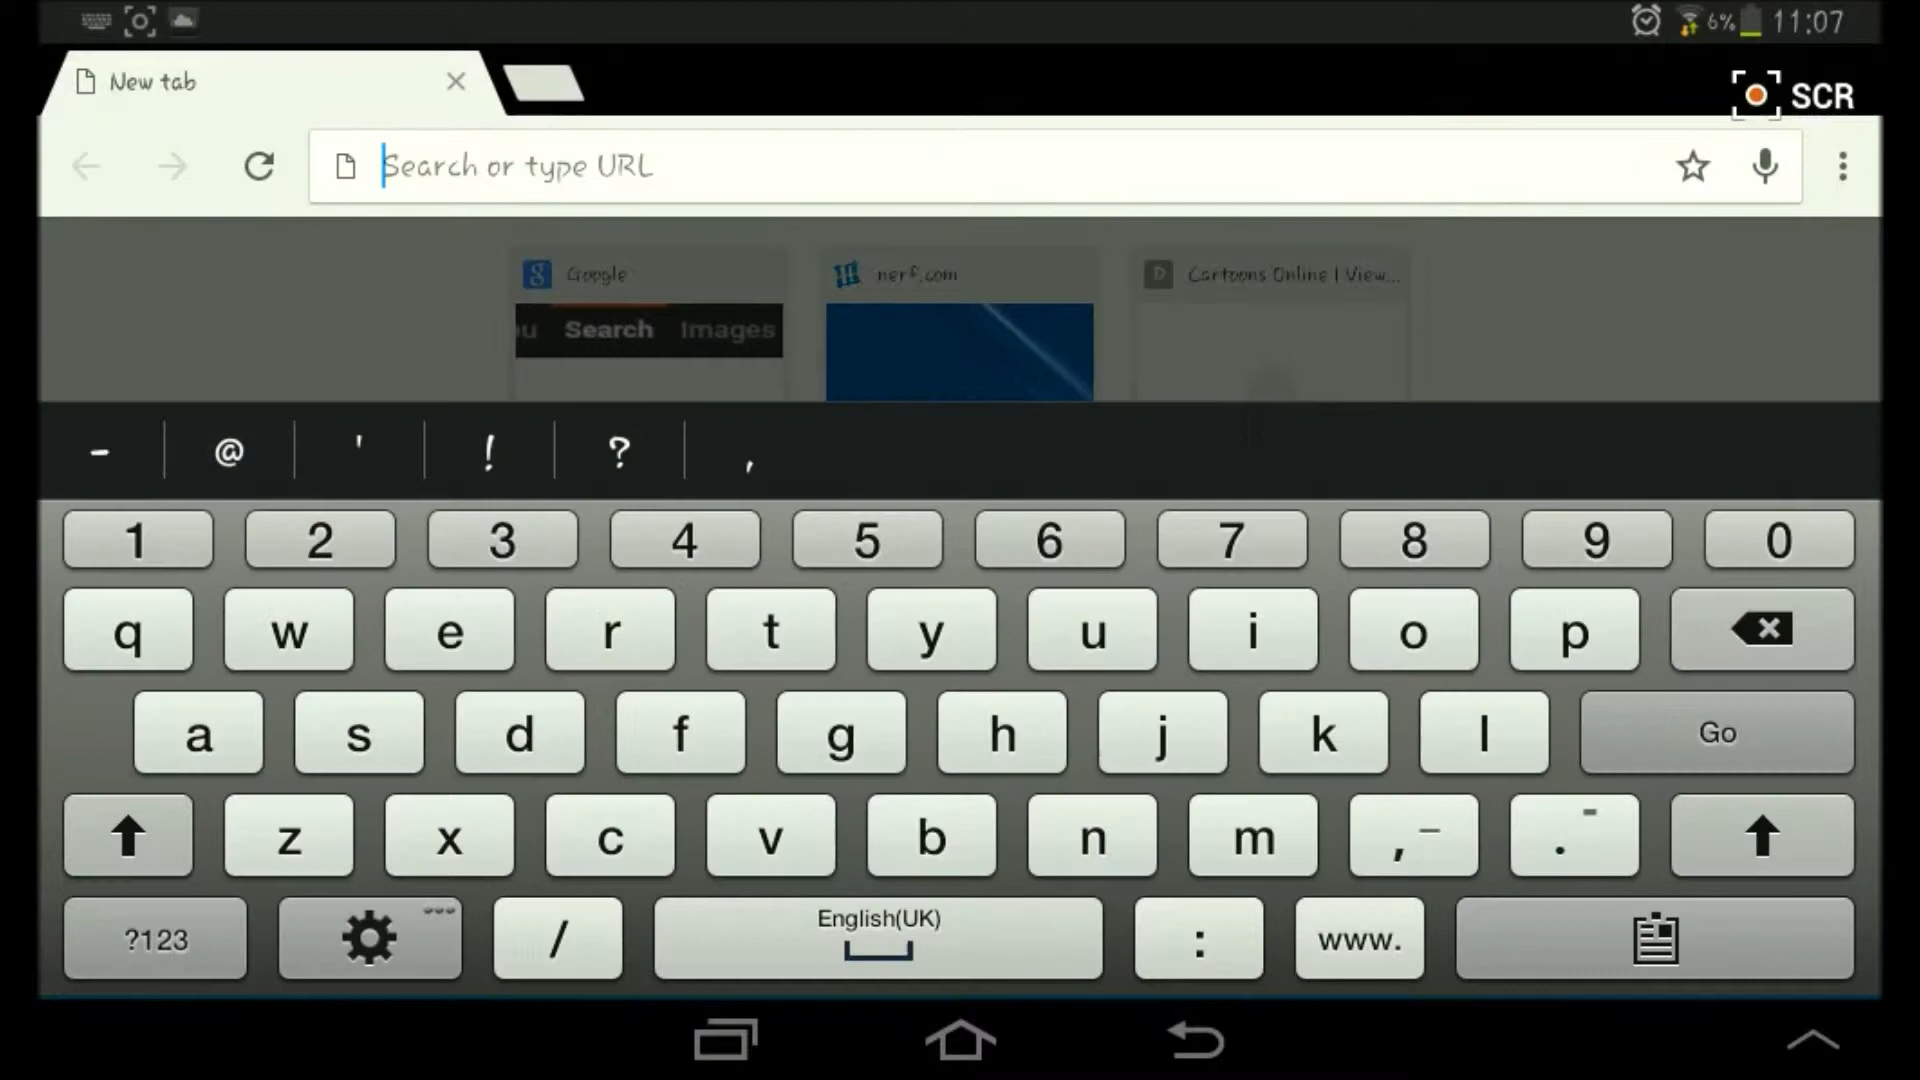 6% 11:07
New tab
SCR
Search or type URL
Google nerf.com D Cartoons Online | View...
Search Images
- @ ' ! ? ,
1 2 3 4 5 6 7 8 9 0
q w e r t y u i o p
a s d f g h j k l Go
z x c v b n m ,- .-
?123 / English(UK) : www.